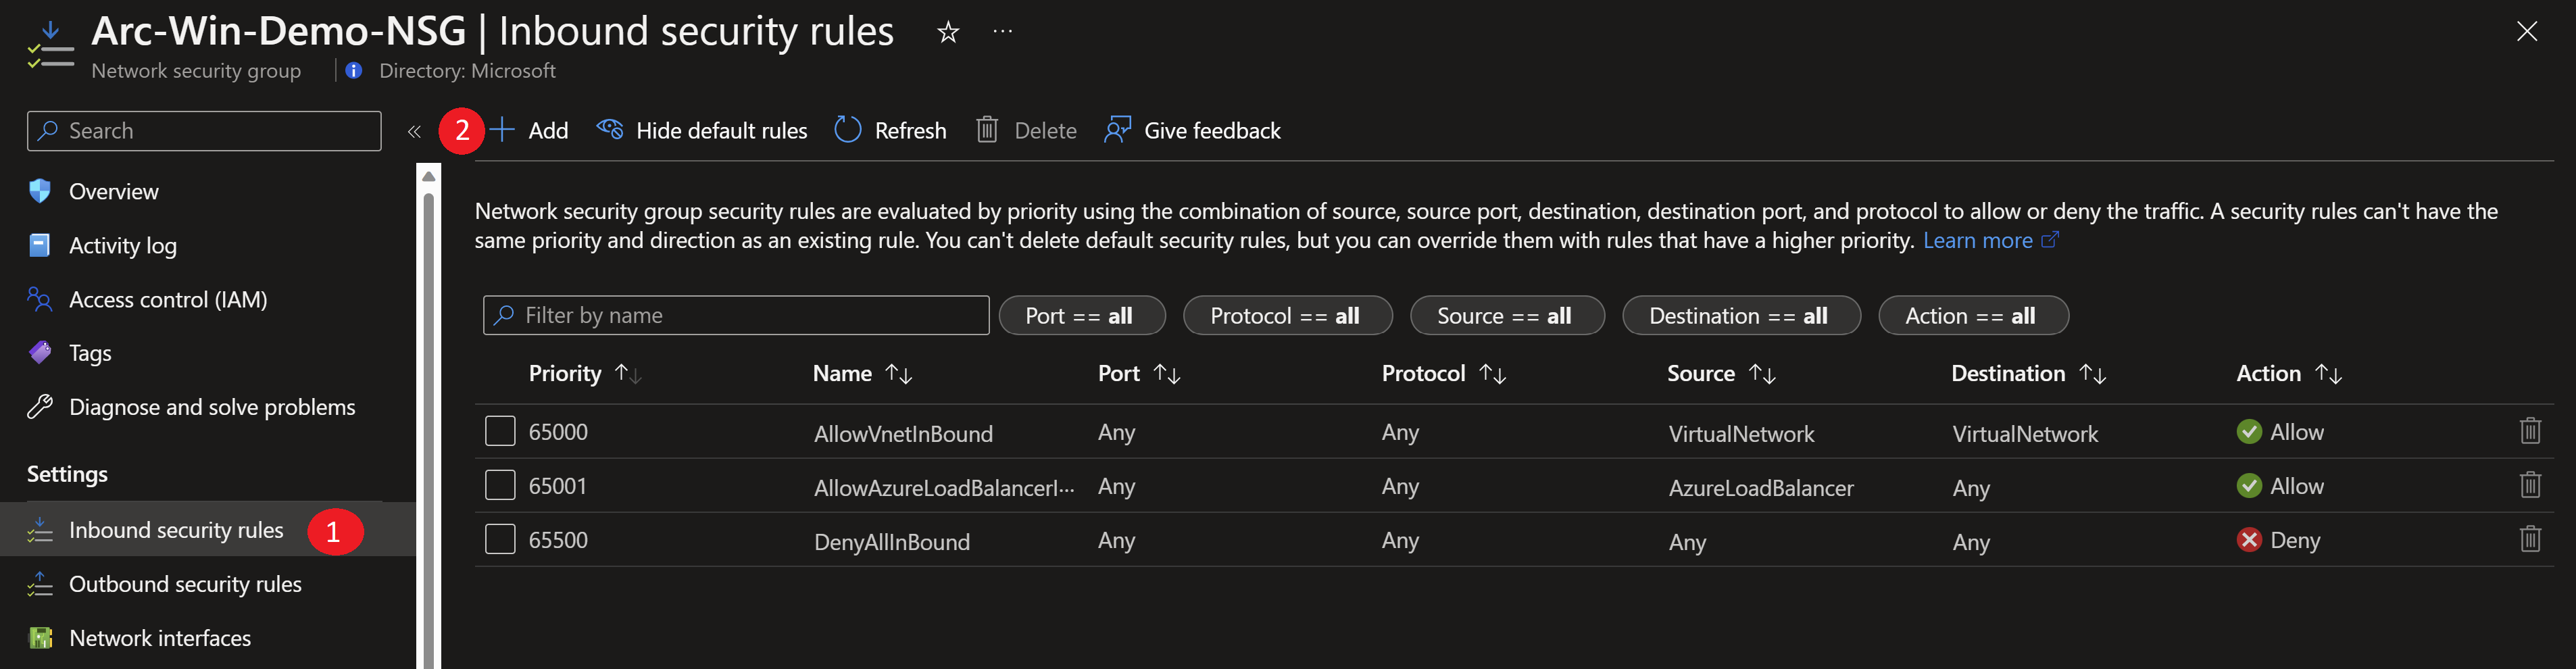 Arc-Win-Demo-NSG | Inbound security rules
Network security group
Directory: Microsoft
Search
2
Add
Hide default rules
Refresh
Delete
Give feedback
Overview
Activity log
Access control (IAM)
Tags
Diagnose and solve problems
Settings
Inbound security rules 1
Outbound security rules
Network interfaces
Network security group security rules are evaluated by priority using the combination of source, source port, destination, destination port, and protocol to allow or deny the traffic. A security rules can't have the
same priority and direction as an existing rule. You can't delete default security rules, but you can override them with rules that have a higher priority. Learn more
Filter by name
Port == all
Protocol == all
Source == all
Destination == all
Action == all
Priority Name Port Protocol Source Destination Action
65000 AllowVnetInBound Any Any VirtualNetwork VirtualNetwork Allow
65001 AllowAzureLoadBalancerI··· Any Any AzureLoadBalancer Any Allow
65500 DenyAllInBound Any Any Any Any Deny